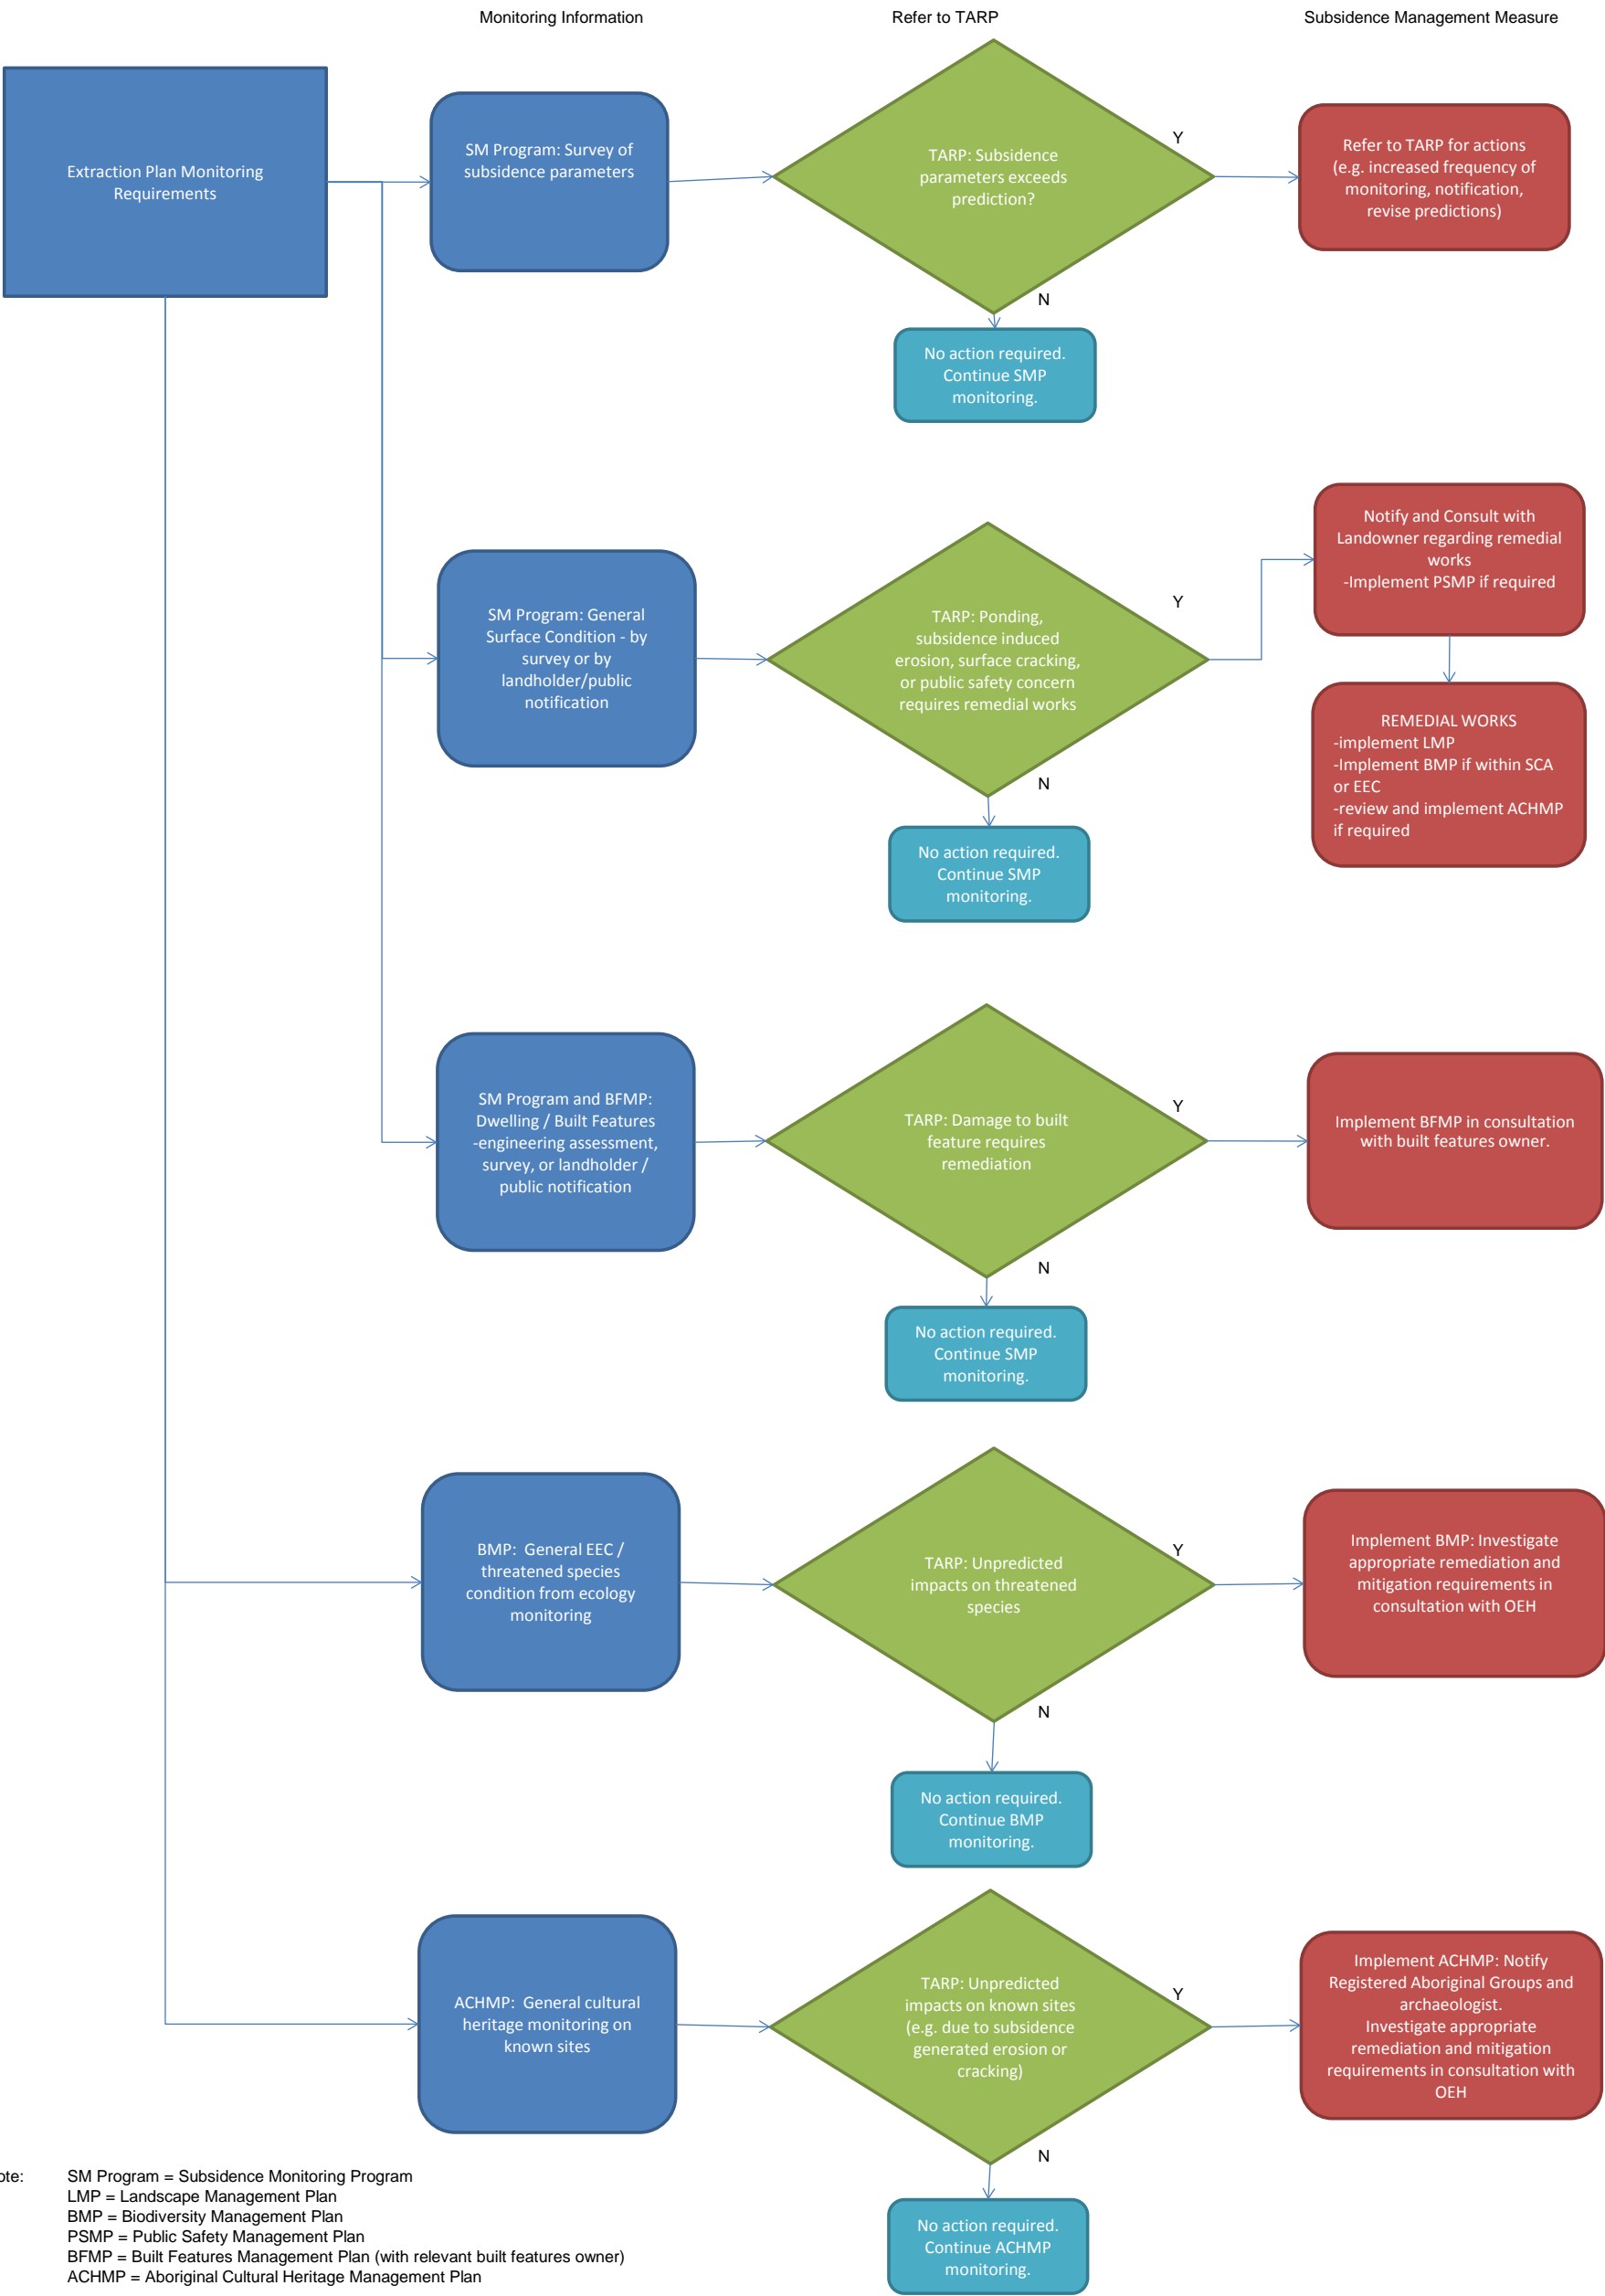 Monitoring Information
Refer to TARP
Subsidence Management Measure
Extraction Plan Monitoring
Requirements
SM Program: Survey of
subsidence parameters
TARP: Subsidence
parameters exceeds
prediction?
Y
Refer to TARP for actions
(e.g. increased frequency of
monitoring, notification,
revise predictions)
N
No action required.
Continue SMP
monitoring.
SM Program: General
Surface Condition - by
survey or by
landholder/public
notification
TARP: Ponding,
subsidence induced
erosion, surface cracking,
or public safety concern
requires remedial works
Y
Notify and Consult with
Landowner regarding remedial
works
-Implement PSMP if required
REMEDIAL WORKS
-implement LMP
-Implement BMP if within SCA
or EEC
-review and implement ACHMP
if required
N
No action required.
Continue SMP
monitoring.
SM Program and BFMP:
Dwelling / Built Features
-engineering assessment,
survey, or landholder /
public notification
TARP: Damage to built
feature requires
remediation
Y
Implement BFMP in consultation
with built features owner.
N
No action required.
Continue SMP
monitoring.
BMP:  General EEC /
threatened species
condition from ecology
monitoring
TARP: Unpredicted
impacts on threatened
species
Y
Implement BMP: Investigate
appropriate remediation and
mitigation requirements in
consultation with OEH
N
No action required.
Continue BMP
monitoring.
ACHMP:  General cultural
heritage monitoring on
known sites
TARP: Unpredicted
impacts on known sites
(e.g. due to subsidence
generated erosion or
cracking)
Y
Implement ACHMP: Notify
Registered Aboriginal Groups and
archaeologist.
Investigate appropriate
remediation and mitigation
requirements in consultation with
OEH
N
No action required.
Continue ACHMP
monitoring.
ote: SM Program = Subsidence Monitoring Program
LMP = Landscape Management Plan
BMP = Biodiversity Management Plan
PSMP = Public Safety Management Plan
BFMP = Built Features Management Plan (with relevant built features owner)
ACHMP = Aboriginal Cultural Heritage Management Plan